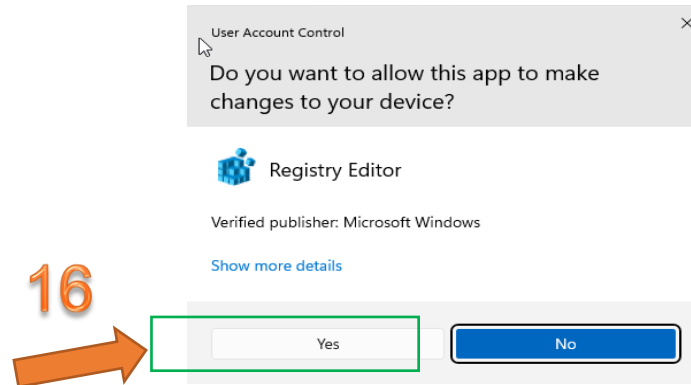 User Account Control
Do you want to allow this app to make
changes to your device?
Registry Editor
Verified publisher: Microsoft Windows
Show more details
16
Yes
No